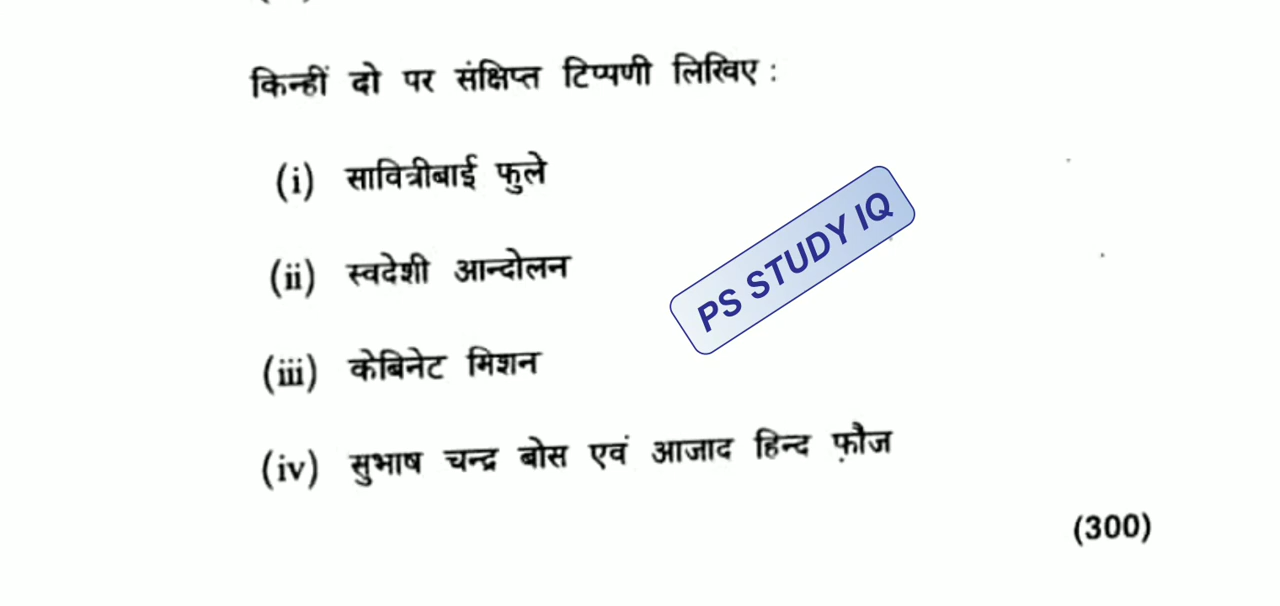 किन्हीं दो पर संक्षिप्त टिप्पणी लिखिए :
(i) सावित्रीबाई फुले
(ii) स्वदेशी आन्दोलन
PS STUDY IQ
(iii) केबिनेट मिशन
(iv) सुभाष चन्द्र बोस एवं आजाद हिन्द फ़ौज
(300)